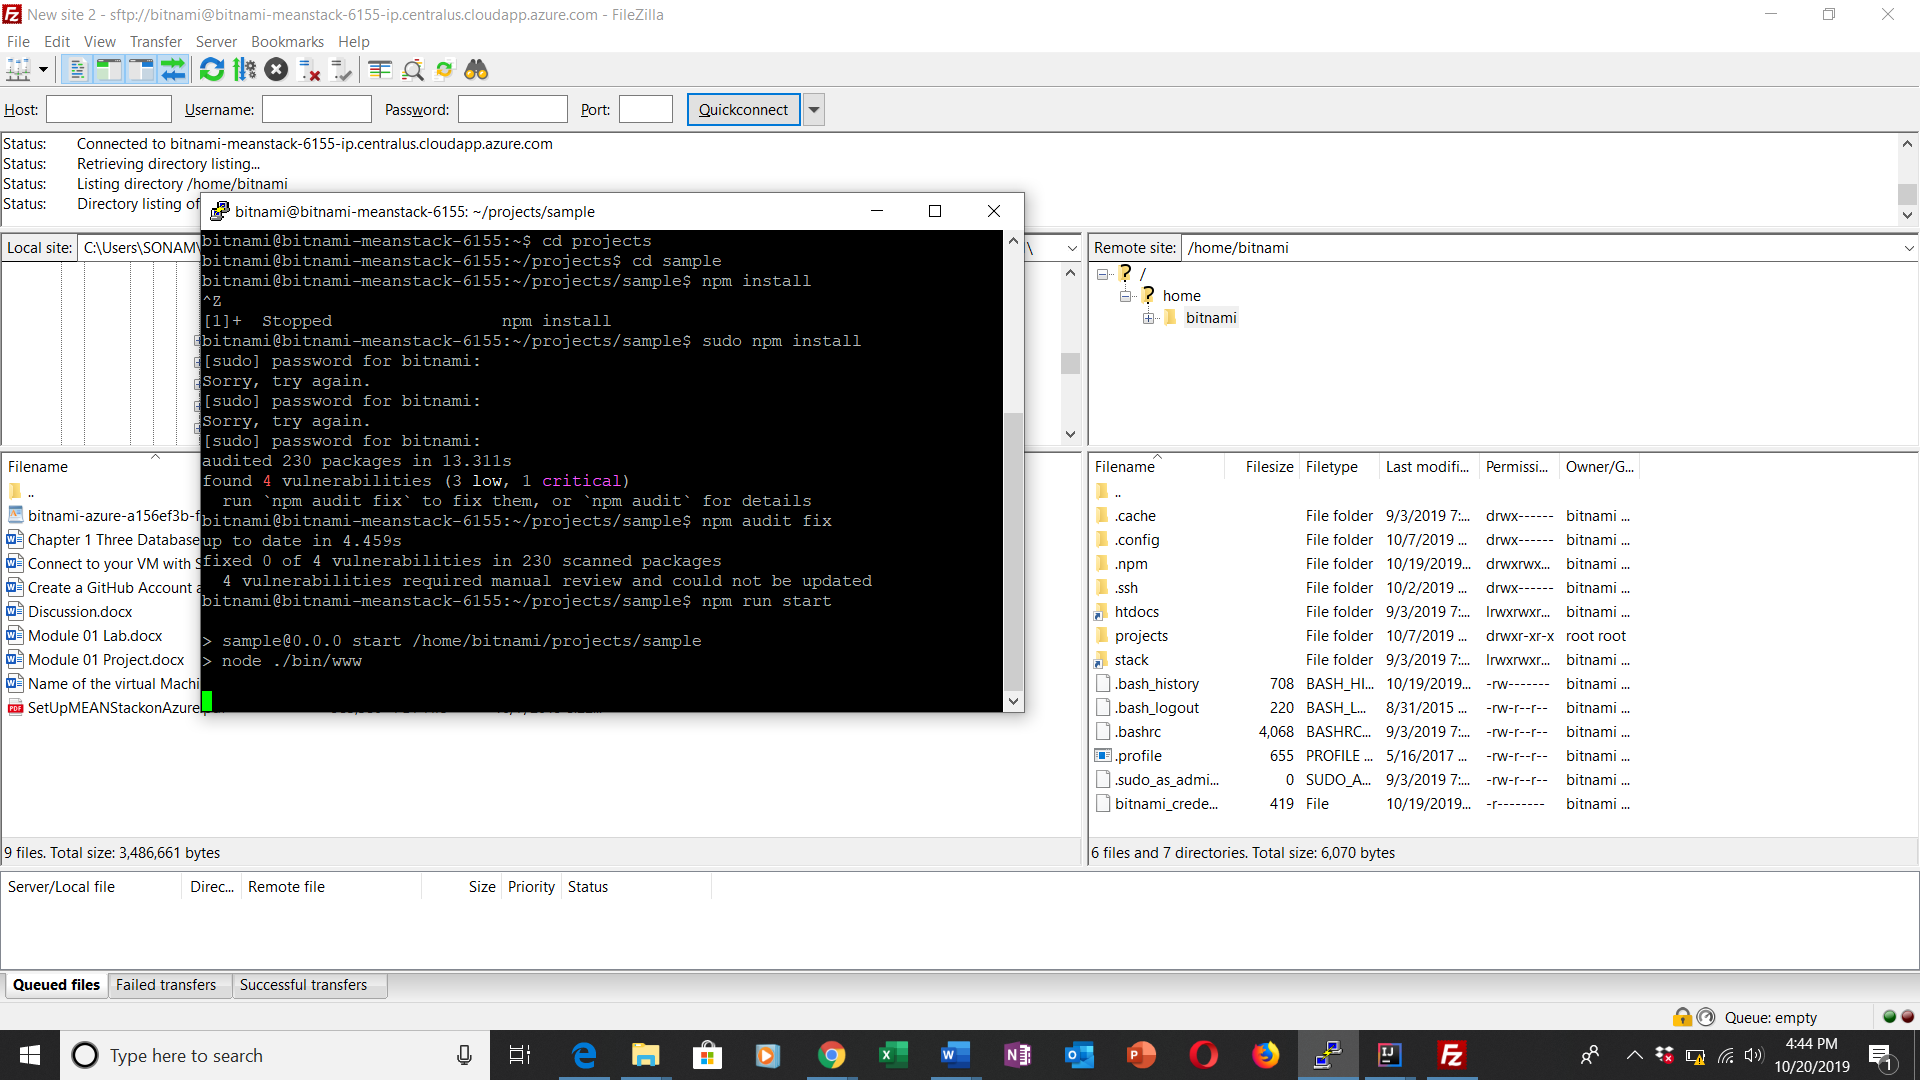 New site 2 - sftp://bitnami@bitnami-meanstack-6155-ip.centralus.cloudapp.azure.com - FileZilla
File Edit View Transfer Server Bookmarks Help
Host: Username: Password: Port: Quickconnect
Status: Connected to bitnami-meanstack-6155-ip.centralus.cloudapp.azure.com
Status: Retrieving directory listing...
Status: Listing directory /home/bitnami
Status: Directory listing of
bitnami@bitnami-meanstack-6155: ~/projects/sample
bitnami@bitnami-meanstack-6155:~$ cd projects
bitnami@bitnami-meanstack-6155:~/projects$ cd sample
bitnami@bitnami-meanstack-6155:~/projects/sample$ npm install
^Z
[1]+  Stopped                 npm install
bitnami@bitnami-meanstack-6155:~/projects/sample$ sudo npm install
[sudo] password for bitnami:
Sorry, try again.
[sudo] password for bitnami:
Sorry, try again.
[sudo] password for bitnami:
audited 230 packages in 13.311s
found 4 vulnerabilities (3 low, 1 critical)
  run `npm audit fix` to fix them, or `npm audit` for details
bitnami@bitnami-meanstack-6155:~/projects/sample$ npm audit fix
up to date in 4.459s
fixed 0 of 4 vulnerabilities in 230 scanned packages
  4 vulnerabilities required manual review and could not be updated
bitnami@bitnami-meanstack-6155:~/projects/sample$ npm run start
> sample@0.0.0 start /home/bitnami/projects/sample
> node ./bin/www
Local site: C:\Users\SONAM\ \
Filename
..
bitnami-azure-a156ef3b-f
Chapter 1 Three Database
Connect to your VM with S
Create a GitHub Account a
Discussion.docx
Module 01 Lab.docx
Module 01 Project.docx
Name of the virtual Machi
SetUpMEANStackonAzure.
9 files. Total size: 3,486,661 bytes
Remote site: /home/bitnami
/
home
bitnami
Filename Filesize Filetype Last modifi... Permissi... Owner/G...
..
.cache File folder 9/3/2019 7:... drwx------ bitnami ...
.config File folder 10/7/2019 ... drwx------ bitnami ...
.npm File folder 10/19/2019... drwxrwx... bitnami ...
.ssh File folder 10/2/2019 ... drwx------ bitnami ...
htdocs File folder 9/3/2019 7:... lrwxrwxr... bitnami ...
projects File folder 10/7/2019 ... drwxr-xr-x root root
stack File folder 9/3/2019 7:... lrwxrwxr... bitnami ...
.bash_history 708 BASH_HI... 10/19/2019... -rw------- bitnami ...
.bash_logout 220 BASH_L... 8/31/2015 ... -rw-r--r-- bitnami ...
.bashrc 4,068 BASHRC... 9/3/2019 7:... -rw-r--r-- bitnami ...
.profile 655 PROFILE ... 5/16/2017 ... -rw-r--r-- bitnami ...
.sudo_as_admi... 0 SUDO_A... 9/3/2019 7:... -rw-r--r-- bitnami ...
bitnami_crede... 419 File 10/19/2019... -r-------- bitnami ...
6 files and 7 directories. Total size: 6,070 bytes
Server/Local file Direc... Remote file Size Priority Status
Queued files Failed transfers Successful transfers
Queue: empty
Type here to search
4:44 PM
10/20/2019
1